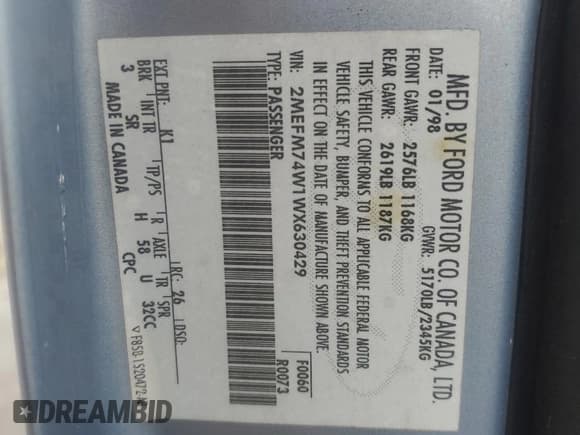 MFD. BY FORD MOTOR CO. OF CANADA, LTD.
DATE: 01/98 GVWR: 5170LB/2345KG
FRONT GAWR: 2576LB 1168KG
REAR GAWR: 2619LB 1187KG
THIS VEHICLE CONFORMS TO ALL APPLICABLE FEDERAL MOTOR
VEHICLE SAFETY, BUMPER, AND THEFT PREVENTION STANDARDS
IN EFFECT ON THE DATE OF MANUFACTURE SHOWN ABOVE.
VIN: 2MEFM74W1WX630429
TYPE: PASSENGER
F0060
R0073
EXT PNT: K1 RC: 26 DSO:
BRK INT TR TP/PS R AXLE TR SPR
3 SR H 58 U 32CC
MADE IN CANADA CPC
DREAMBID